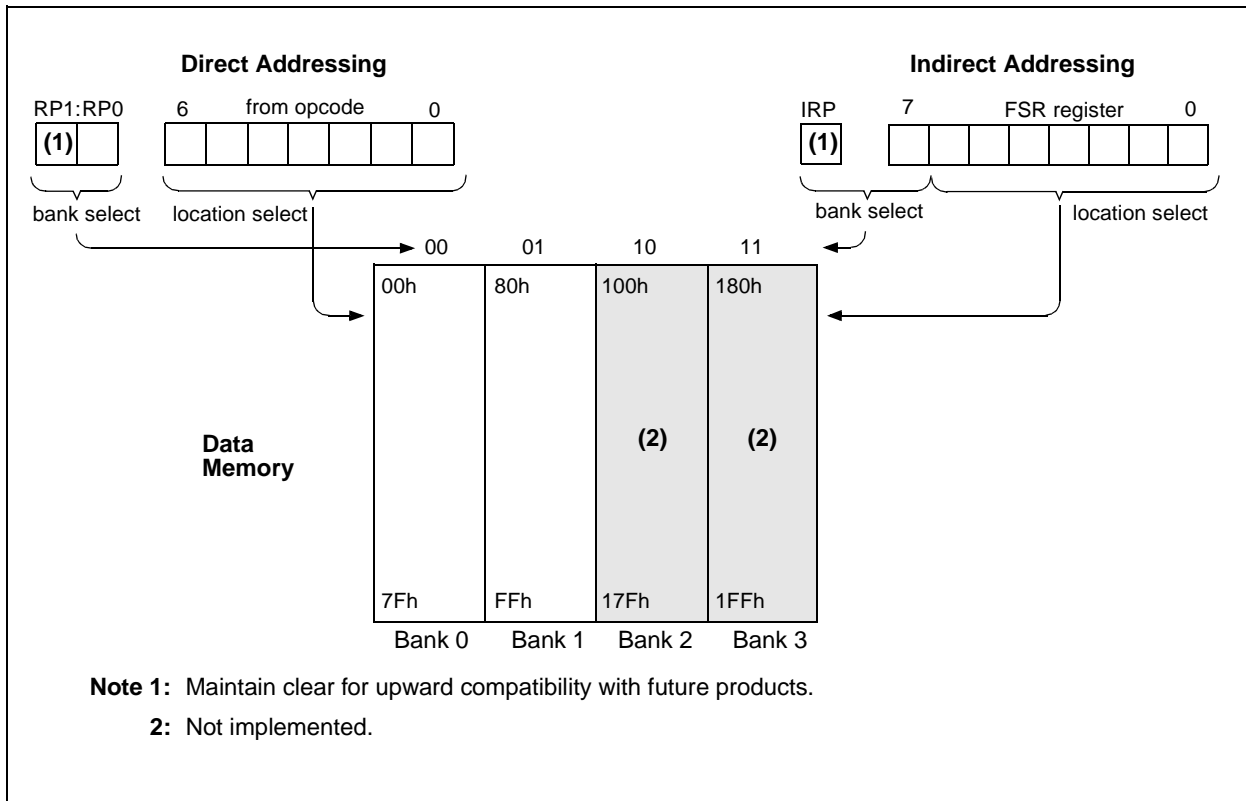 Direct Addressing
Indirect Addressing
RP1:RP0 6 from opcode 0
IRP 7 FSR register 0
(1)
(1)
bank select location select
bank select location select
00 01 10 11
00h 80h 100h 180h
(2) (2)
Data
Memory
7Fh FFh 17Fh 1FFh
Bank 0 Bank 1 Bank 2 Bank 3
Note 1: Maintain clear for upward compatibility with future products.
2: Not implemented.